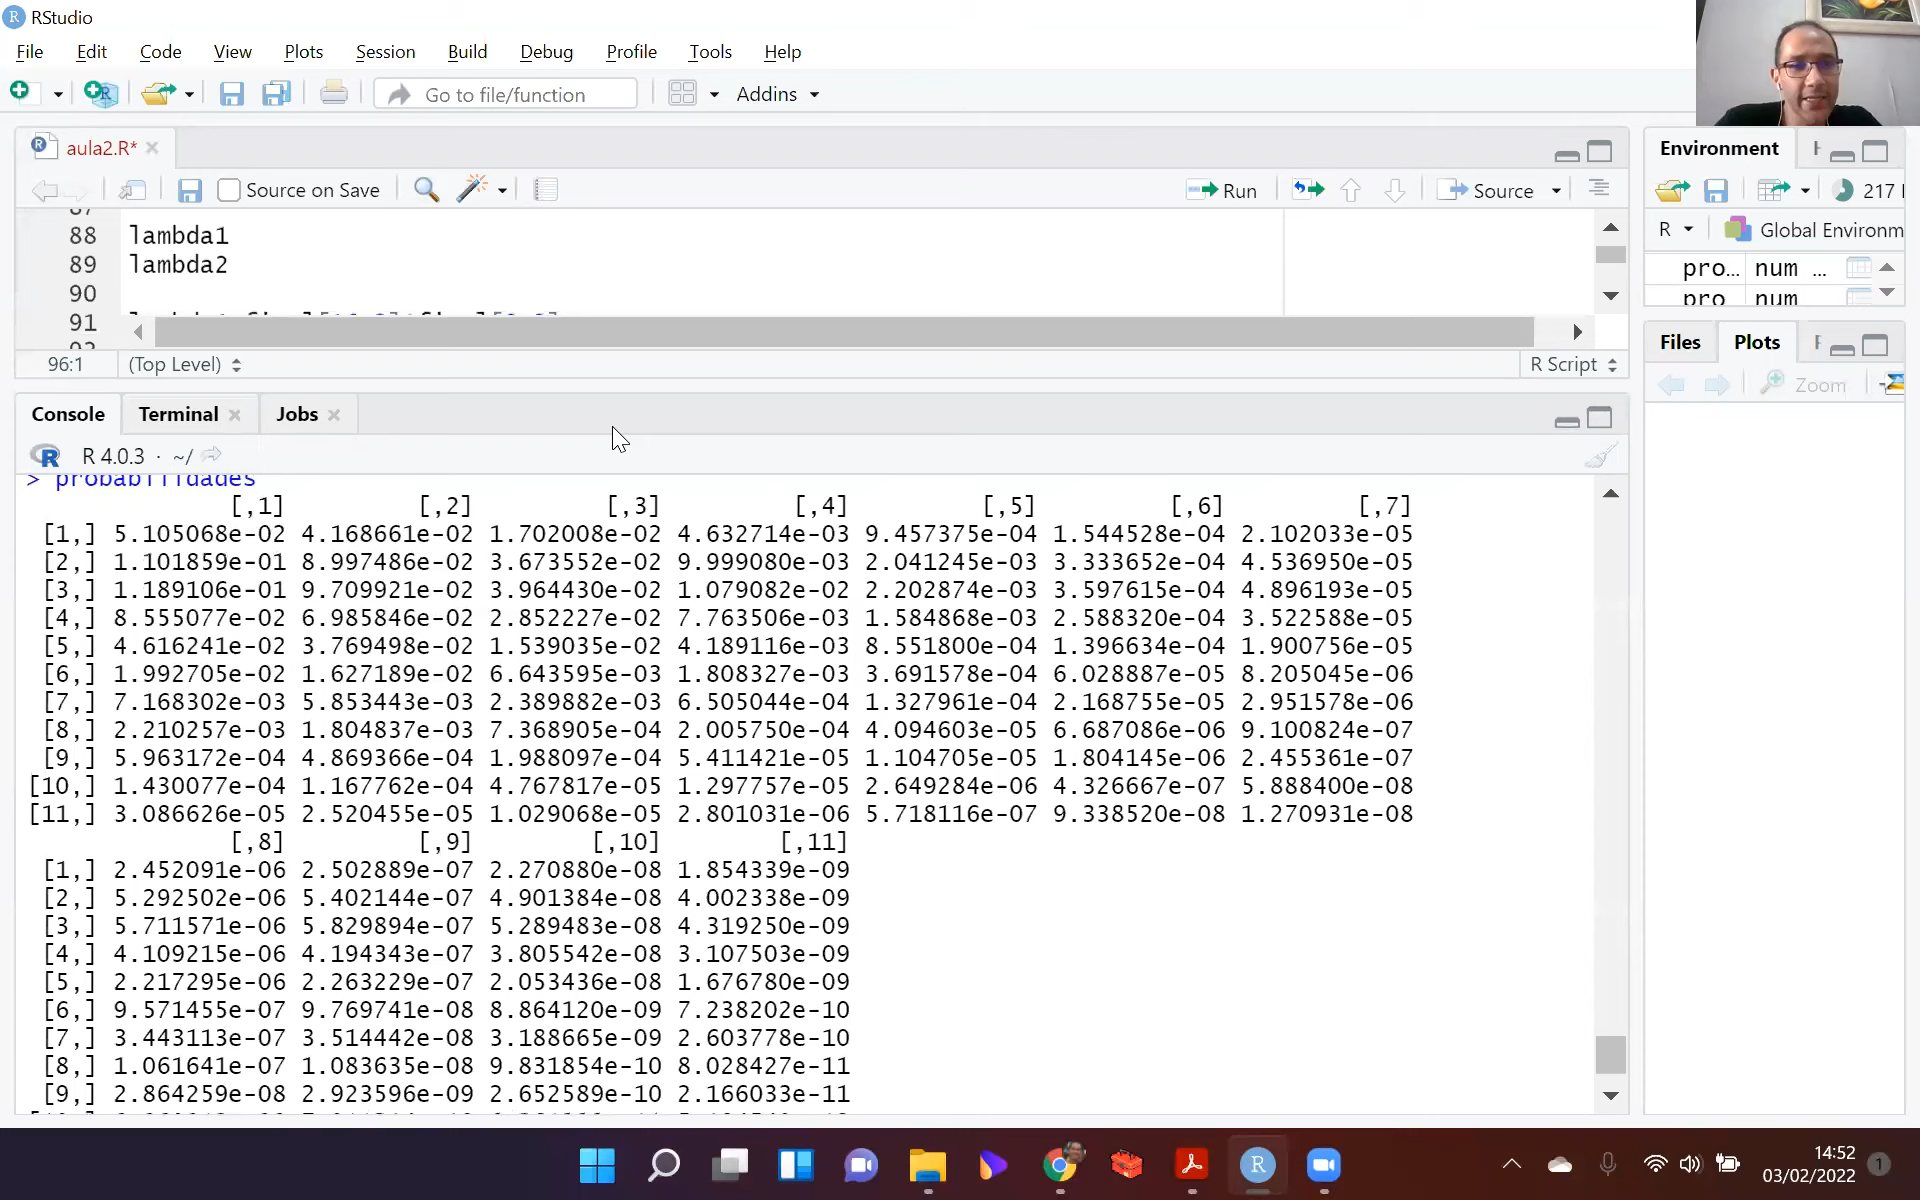 RStudio
File Edit Code View Plots Session Build Debug Profile Tools Help
Go to file/function Addins
aula2.R*
Source on Save Run Source
88 lambda1
89 lambda2
90
91
96:1 (Top Level) R Script
Console Terminal Jobs
R 4.0.3 · ~/
> probabilidades
[,1] [,2] [,3] [,4] [,5] [,6] [,7]
[1,] 5.105068e-02 4.168661e-02 1.702008e-02 4.632714e-03 9.457375e-04 1.544528e-04 2.102033e-05
[2,] 1.101859e-01 8.997486e-02 3.673552e-02 9.999080e-03 2.041245e-03 3.333652e-04 4.536950e-05
[3,] 1.189106e-01 9.709921e-02 3.964430e-02 1.079082e-02 2.202874e-03 3.597615e-04 4.896193e-05
[4,] 8.555077e-02 6.985846e-02 2.852227e-02 7.763506e-03 1.584868e-03 2.588320e-04 3.522588e-05
[5,] 4.616241e-02 3.769498e-02 1.539035e-02 4.189116e-03 8.551800e-04 1.396634e-04 1.900756e-05
[6,] 1.992705e-02 1.627189e-02 6.643595e-03 1.808327e-03 3.691578e-04 6.028887e-05 8.205045e-06
[7,] 7.168302e-03 5.853443e-03 2.389882e-03 6.505044e-04 1.327961e-04 2.168755e-05 2.951578e-06
[8,] 2.210257e-03 1.804837e-03 7.368905e-04 2.005750e-04 4.094603e-05 6.687086e-06 9.100824e-07
[9,] 5.963172e-04 4.869366e-04 1.988097e-04 5.411421e-05 1.104705e-05 1.804145e-06 2.455361e-07
[10,] 1.430077e-04 1.167762e-04 4.767817e-05 1.297757e-05 2.649284e-06 4.326667e-07 5.888400e-08
[11,] 3.086626e-05 2.520455e-05 1.029068e-05 2.801031e-06 5.718116e-07 9.338520e-08 1.270931e-08
[,8] [,9] [,10] [,11]
[1,] 2.452091e-06 2.502889e-07 2.270880e-08 1.854339e-09
[2,] 5.292502e-06 5.402144e-07 4.901384e-08 4.002338e-09
[3,] 5.711571e-06 5.829894e-07 5.289483e-08 4.319250e-09
[4,] 4.109215e-06 4.194343e-07 3.805542e-08 3.107503e-09
[5,] 2.217295e-06 2.263229e-07 2.053436e-08 1.676780e-09
[6,] 9.571455e-07 9.769741e-08 8.864120e-09 7.238202e-10
[7,] 3.443113e-07 3.514442e-08 3.188665e-09 2.603778e-10
[8,] 1.061641e-07 1.083635e-08 9.831854e-10 8.028427e-11
[9,] 2.864259e-08 2.923596e-09 2.652589e-10 2.166033e-11
Environment
217
R Global Environm
pro… num …
pro num
Files Plots
Zoom
14:52
03/02/2022
1